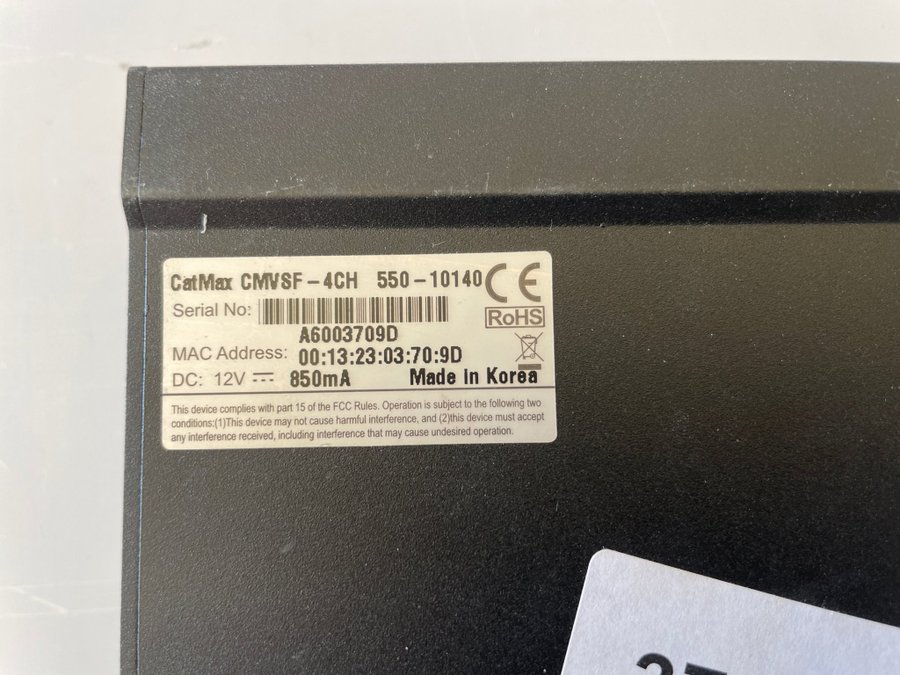 CatMax CMVSF-4CH 550-10140 CE
Serial No:
RoHS
A6003709D
MAC Address: 00:13:23:03:70:9D
DC: 12V 850mA Made in Korea
This device complies with part 15 of the FCC Rules. Operation is subject to the following two
conditions:(1)This device may not cause harmful interference, and (2)this device must accept
any interference received, including interference that may cause undesired operation.